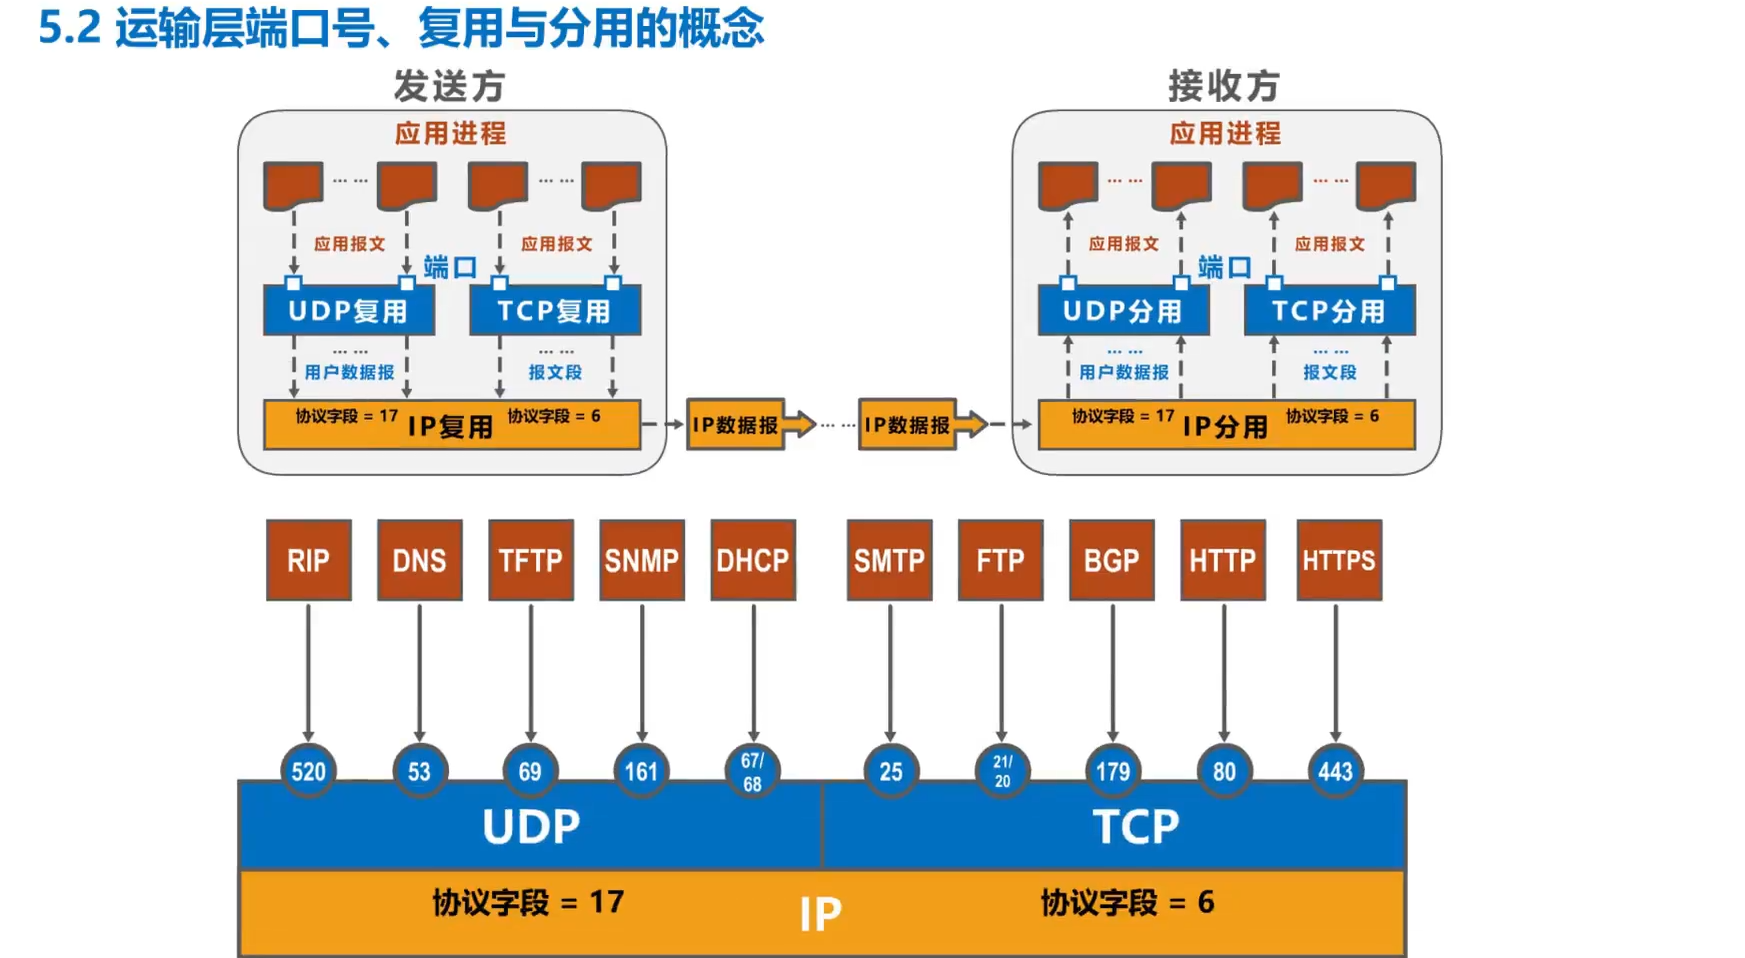 5.2 运输层端口号、复用与分用的概念
发送方
接收方
应用进程
应用进程
... ...
... ...
... ...
... ...
应用报文
应用报文
应用报文
应用报文
端口
端口
UDP复用
TCP复用
UDP分用
TCP分用
... ...
... ...
... ...
... ...
用户数据报
报文段
用户数据报
报文段
协议字段 = 17
IP复用
协议字段 = 6
IP数据报
... ...
IP数据报
协议字段 = 17
IP分用
协议字段 = 6
RIP
DNS
TFTP
SNMP
DHCP
SMTP
FTP
BGP
HTTP
HTTPS
520
53
69
161
67/
68
25
21/
20
179
80
443
UDP
TCP
协议字段 = 17
IP
协议字段 = 6